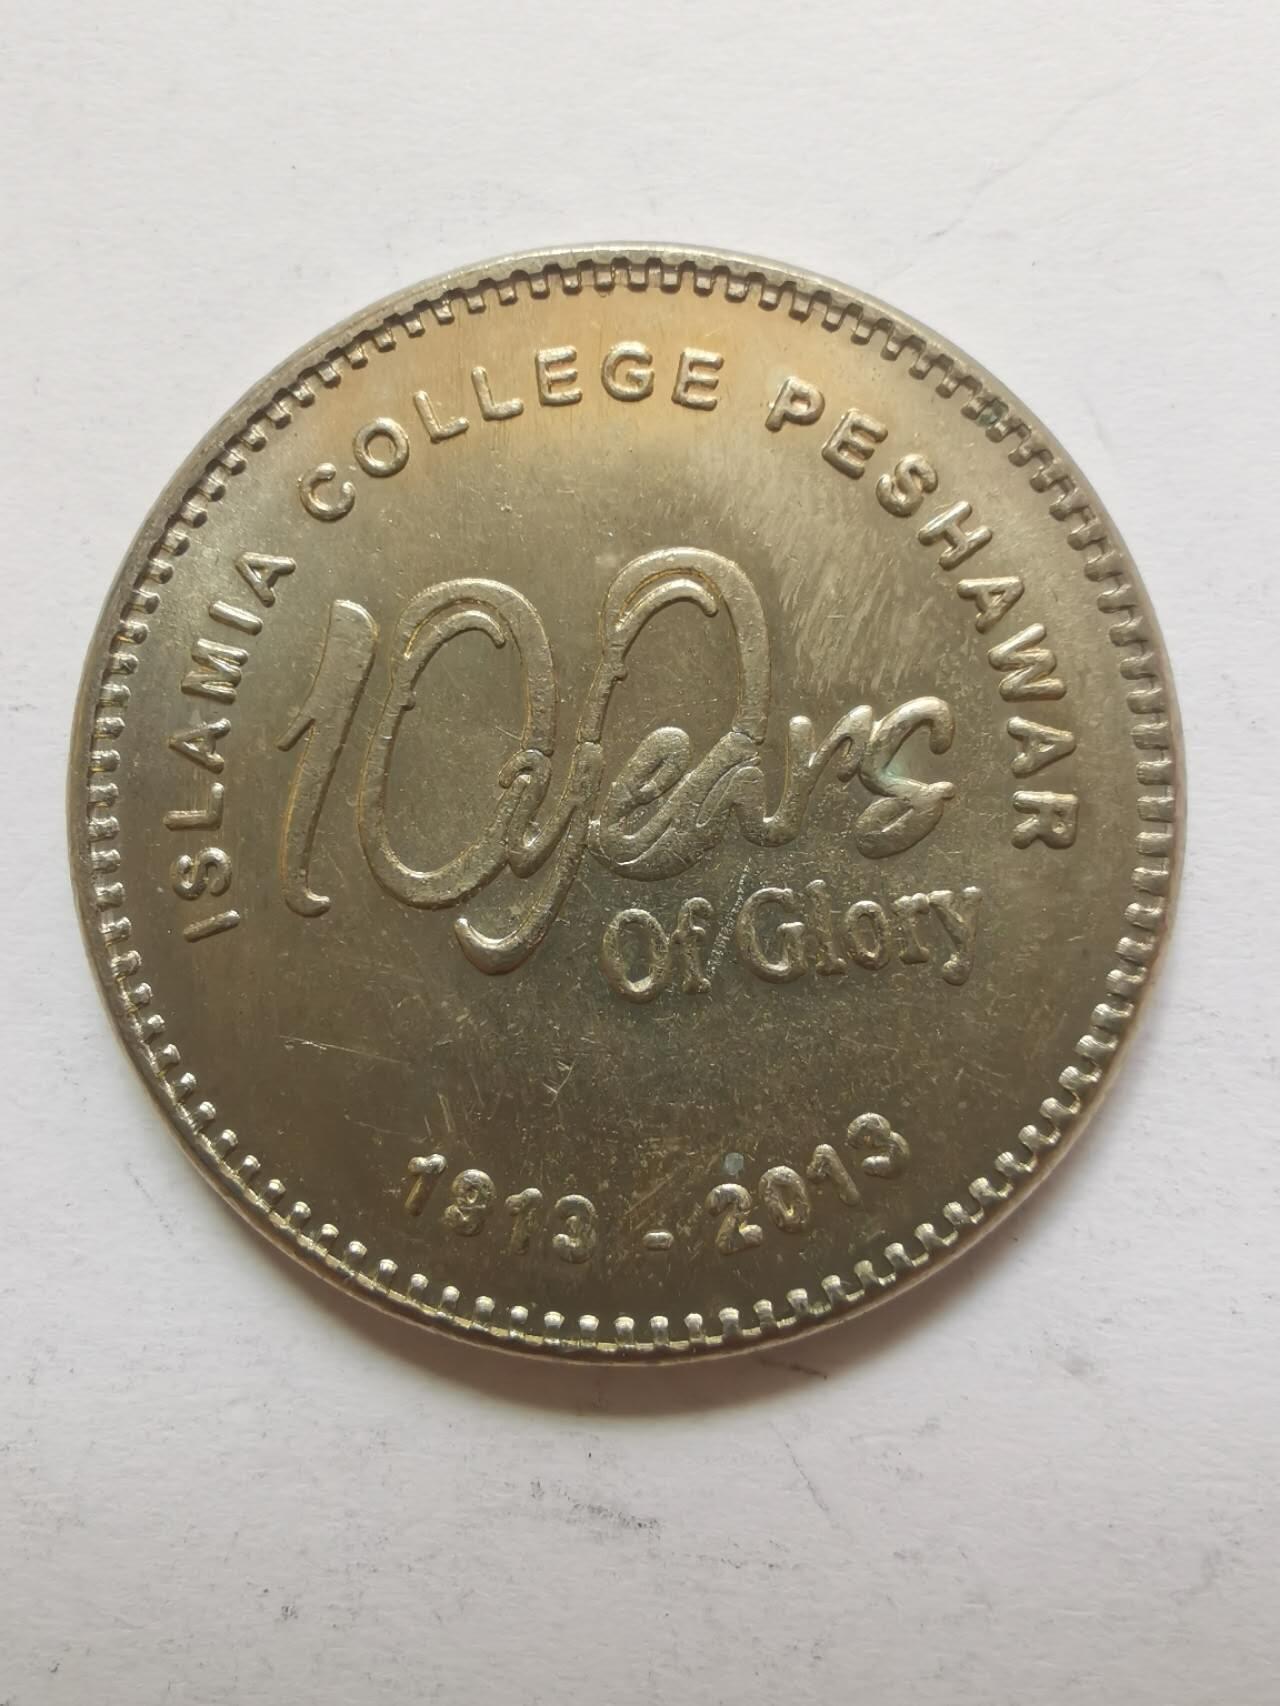 ISLAMIA COLLEGE PESHAWAR
100 years
Of Glory
1913 - 2013